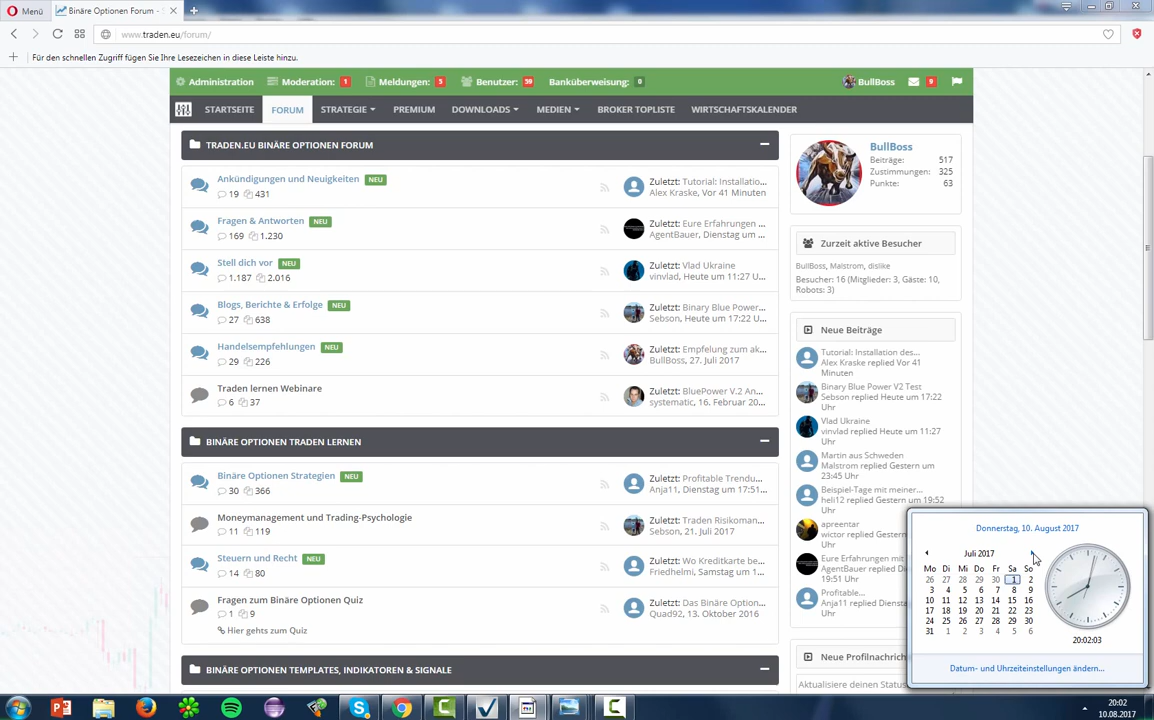 Menü
Binäre Optionen Forum - S
www.traden.eu/forum/
Für den schnellen Zugriff fügen Sie Ihre Lesezeichen in diese Leiste hinzu.
Administration Moderation: 1 Meldungen: 5 Benutzer: 59 Banküberweisung: 0 BullBoss 9
STARTSEITE FORUM STRATEGIE PREMIUM DOWNLOADS MEDIEN BROKER TOPLISTE WIRTSCHAFTSKALENDER
TRADEN.EU BINÄRE OPTIONEN FORUM
Ankündigungen und Neuigkeiten NEU
19 431
Zuletzt: Tutorial: Installatio...
Alex Kraske, Vor 41 Minuten
Fragen & Antworten NEU
169 1.230
Zuletzt: Eure Erfahrungen ...
AgentBauer, Dienstag um ...
Stell dich vor NEU
1.187 2.016
Zuletzt: Vlad Ukraine
vinvlad, Heute um 11:27 U...
Blogs, Berichte & Erfolge NEU
27 638
Zuletzt: Binary Blue Power...
Sebson, Heute um 17:22 U...
Handelsempfehlungen NEU
29 226
Zuletzt: Empfelung zum ak...
BullBoss, 27. Juli 2017
Traden lernen Webinare
6 37
Zuletzt: BluePower V.2 An...
systematic, 16. Februar 20...
BINÄRE OPTIONEN TRADEN LERNEN
Binäre Optionen Strategien NEU
30 366
Zuletzt: Profitable Trendu...
Anja11, Dienstag um 17:51...
Moneymanagement und Trading-Psychologie
11 119
Zuletzt: Traden Risikoman...
Sebson, 21. Juli 2017
Steuern und Recht NEU
14 80
Zuletzt: Wo Kreditkarte be...
Friedhelmi, Samstag um 1...
Fragen zum Binäre Optionen Quiz
1 9
Hier gehts zum Quiz
Zuletzt: Das Binäre Option...
Quad92, 13. Oktober 2016
BINÄRE OPTIONEN TEMPLATES, INDIKATOREN & SIGNALE
BullBoss
Beiträge: 517
Zustimmungen: 325
Punkte: 63
Zurzeit aktive Besucher
BullBoss, Malstrom, dislike
Besucher: 16 (Mitglieder: 3, Gäste: 10,
Robots: 3)
Neue Beiträge
Tutorial: Installation des...
Alex Kraske replied Vor 41
Minuten
Binary Blue Power V2 Test
Sebson replied Heute um 17:22
Uhr
Vlad Ukraine
vinvlad replied Heute um 11:27
Uhr
Martin aus Schweden
Malstrom replied Gestern um
23:45 Uhr
Beispiel-Tage mit meiner...
heli12 replied Gestern um 19:52
Uhr
apreentar
wictor replied Gestern
Uhr
Eure Erfahrungen mit
AgentBauer replied
19:51 Uhr
Profitable...
Anja11 replied
Uhr
Neue Profilnachrich
Aktualisiere deinen Status
Donnerstag, 10. August 2017
Juli 2017
Mo Di Mi Do Fr Sa So
26 27 28 29 30 1 2
3 4 5 6 7 8 9
10 11 12 13 14 15 16
17 18 19 20 21 22 23
24 25 26 27 28 29 30
31 1 2 3 4 5 6
20:02:03
Datum- und Uhrzeiteinstellungen ändern...
20:02
10.08.2017